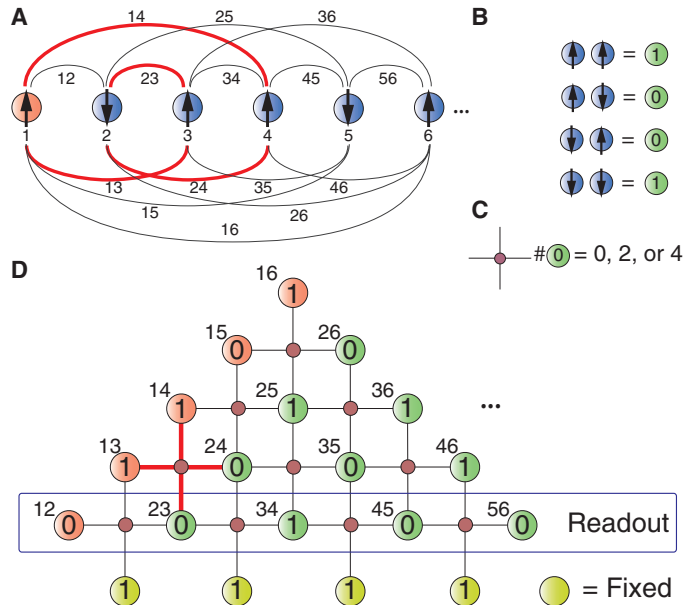 A
14 25 36
12 23 34 45 56
1 2 3 4 5 6 ...
13 24 35 46
15 26
16
B
= 1
= 0
= 0
= 1
C
#0 = 0, 2, or 4
D
16 1
15 0 26 0
14 1 25 1 36 1 ...
13 1 24 0 35 0 46 1
12 0 23 0 34 1 45 0 56 0 Readout
1 1 1 1 = Fixed